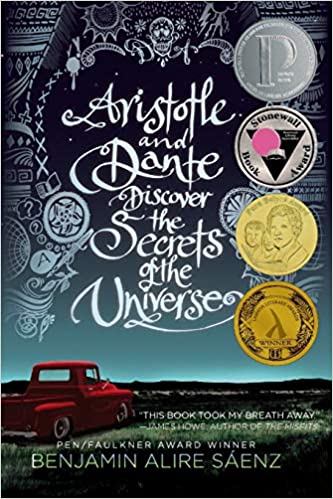 Aristotle
and
Dante
Discover
the
Secrets
of the
Universe
Stonewall
Book
Award
WINNER
"THIS BOOK TOOK MY BREATH AWAY."
—JAMES HOWE, AUTHOR OF THE MISFITS
PEN/FAULKNER AWARD WINNER
BENJAMIN ALIRE SÁENZ